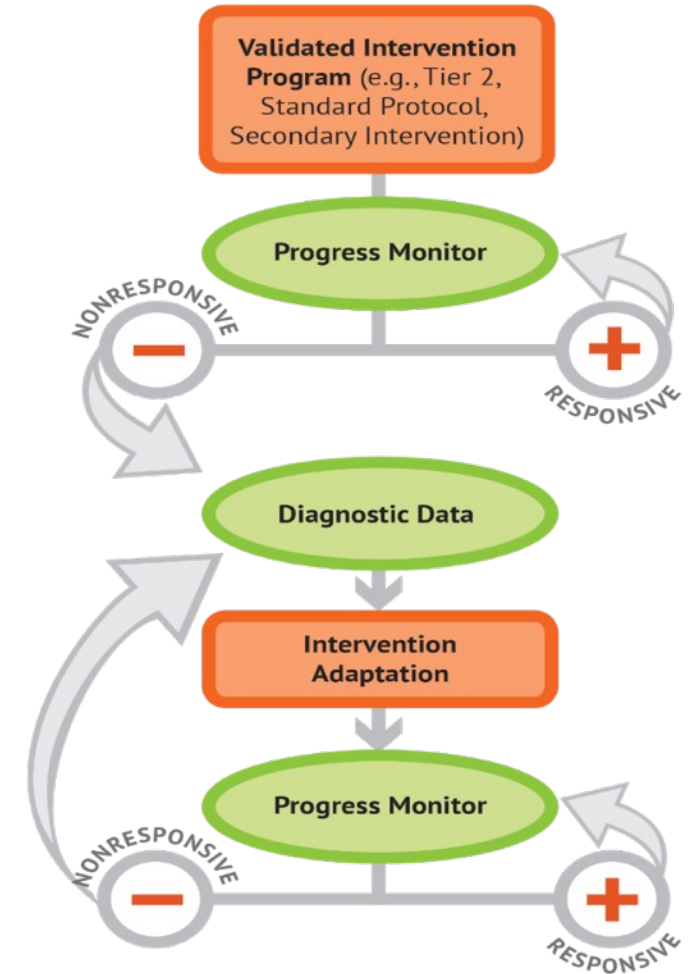 Validated Intervention
Program (e.g., Tier 2,
Standard Protocol,
Secondary Intervention)
Progress Monitor
NONRESPONSIVE
RESPONSIVE
Diagnostic Data
Intervention
Adaptation
Progress Monitor
NONRESPONSIVE
RESPONSIVE